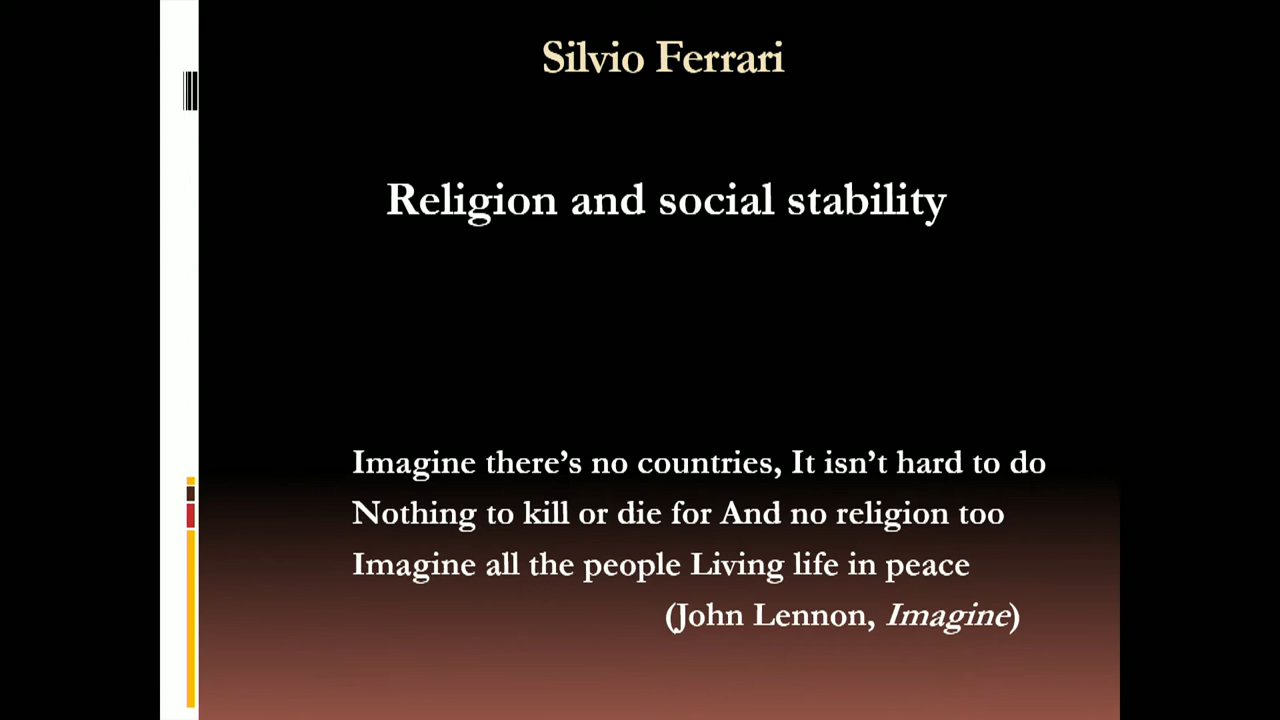 Silvio Ferrari
Religion and social stability
Imagine there’s no countries, It isn’t hard to do
Nothing to kill or die for And no religion too
Imagine all the people Living life in peace
(John Lennon, Imagine)